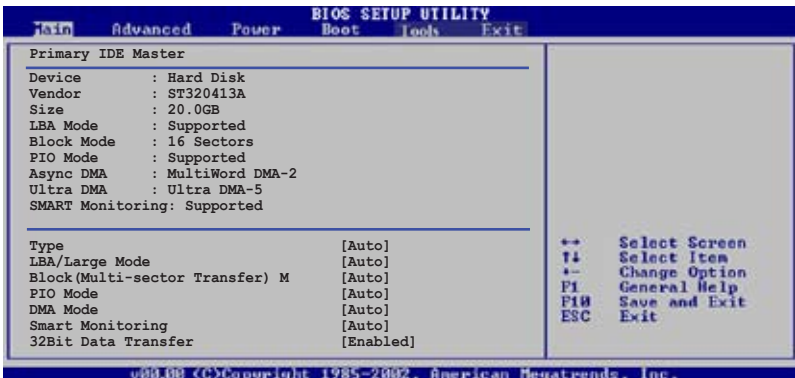 BIOS SETUP UTILITY
Main Advanced Power Boot Tools Exit
Primary IDE Master
Device : Hard Disk
Vendor : ST320413A
Size : 20.0GB
LBA Mode : Supported
Block Mode : 16 Sectors
PIO Mode : Supported
Async DMA : MultiWord DMA-2
Ultra DMA : Ultra DMA-5
SMART Monitoring: Supported
Type [Auto]
LBA/Large Mode [Auto]
Block(Multi-sector Transfer) M [Auto]
PIO Mode [Auto]
DMA Mode [Auto]
Smart Monitoring [Auto]
32Bit Data Transfer [Enabled]
←→ Select Screen
↑↓ Select Item
+- Change Option
F1 General Help
F10 Save and Exit
ESC Exit
v00.00 (C)Copyright 1985-2002, American Megatrends, Inc.